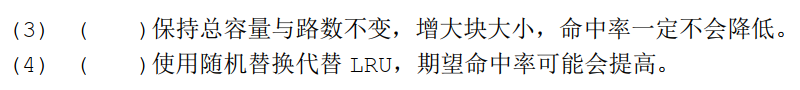 (3) (    )保持总容量与路数不变，增大块大小，命中率一定不会降低。
(4) (    )使用随机替换代替 LRU，期望命中率可能会提高。